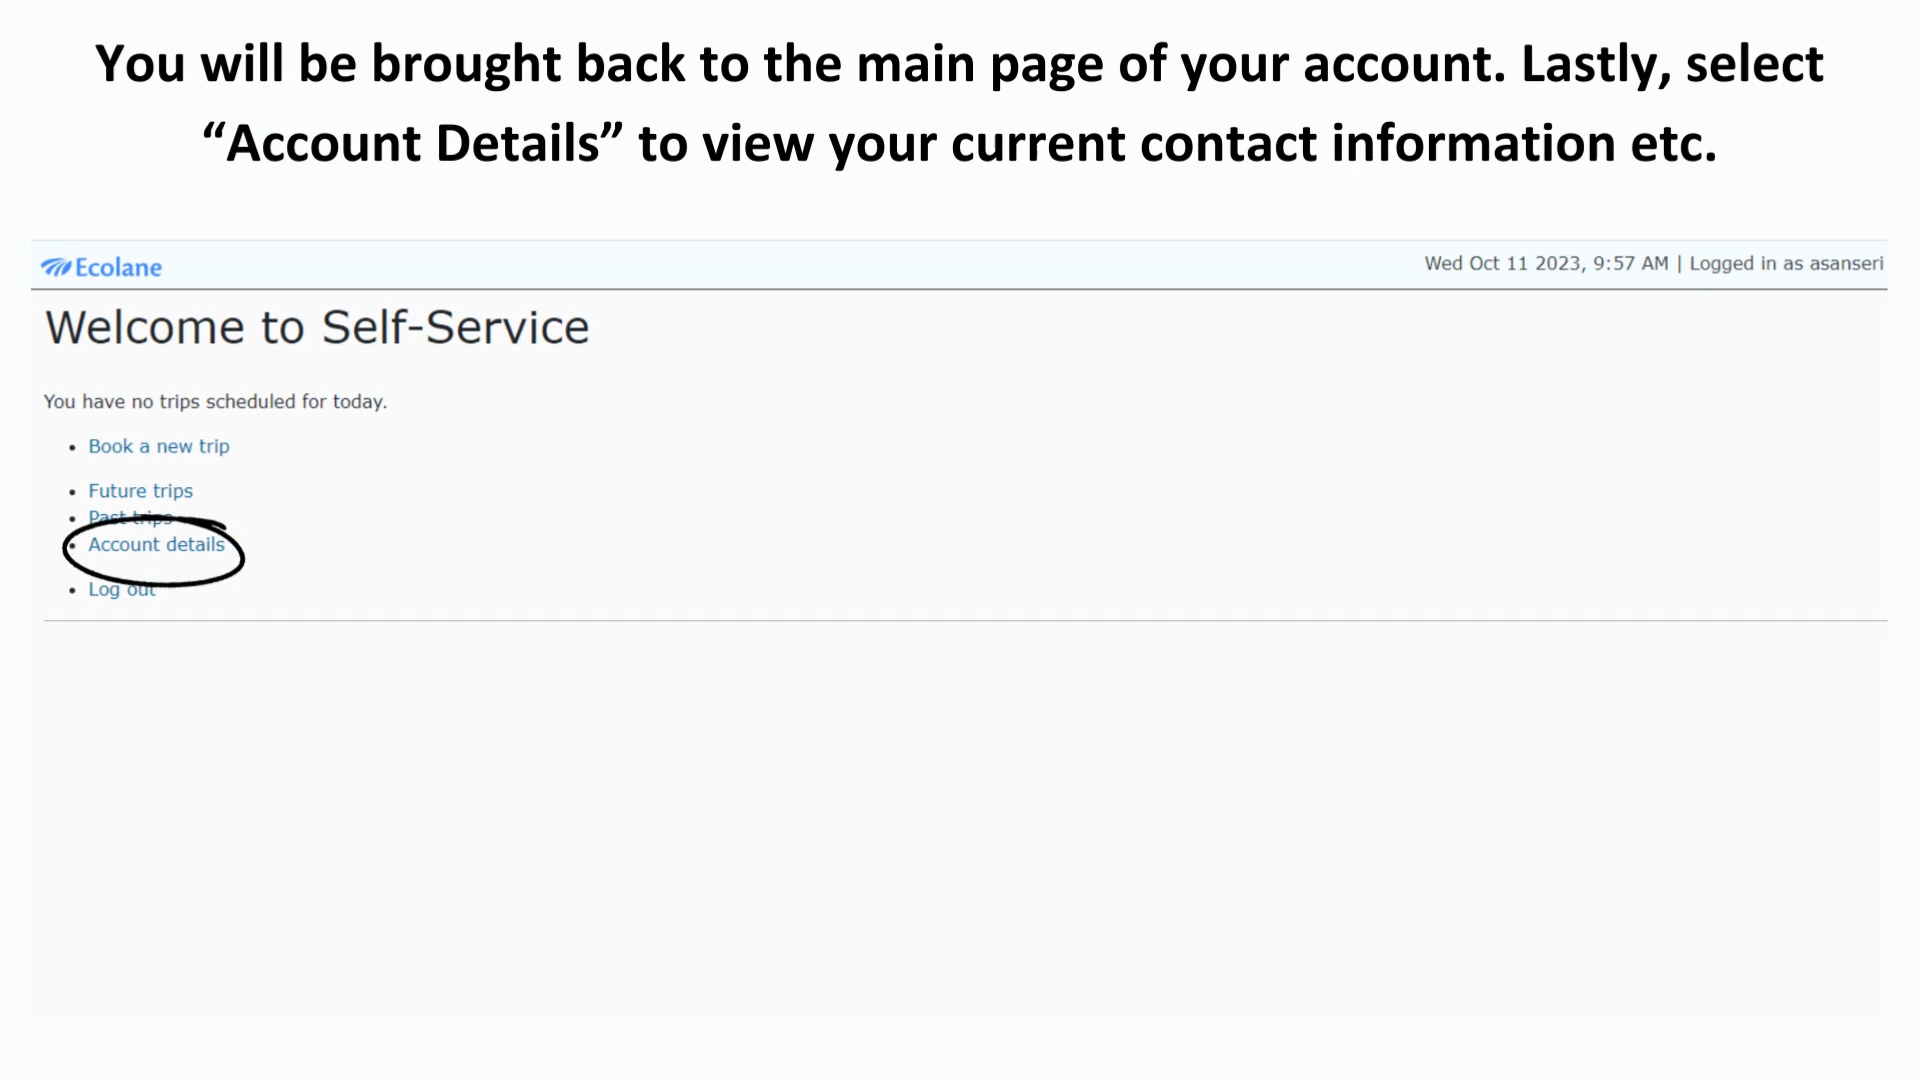 You will be brought back to the main page of your account. Lastly, select
“Account Details” to view your current contact information etc.
Ecolane
Wed Oct 11 2023, 9:57 AM | Logged in as asanseri
Welcome to Self-Service
You have no trips scheduled for today.
• Book a new trip
• Future trips
• Past trips
• Account details
• Log out